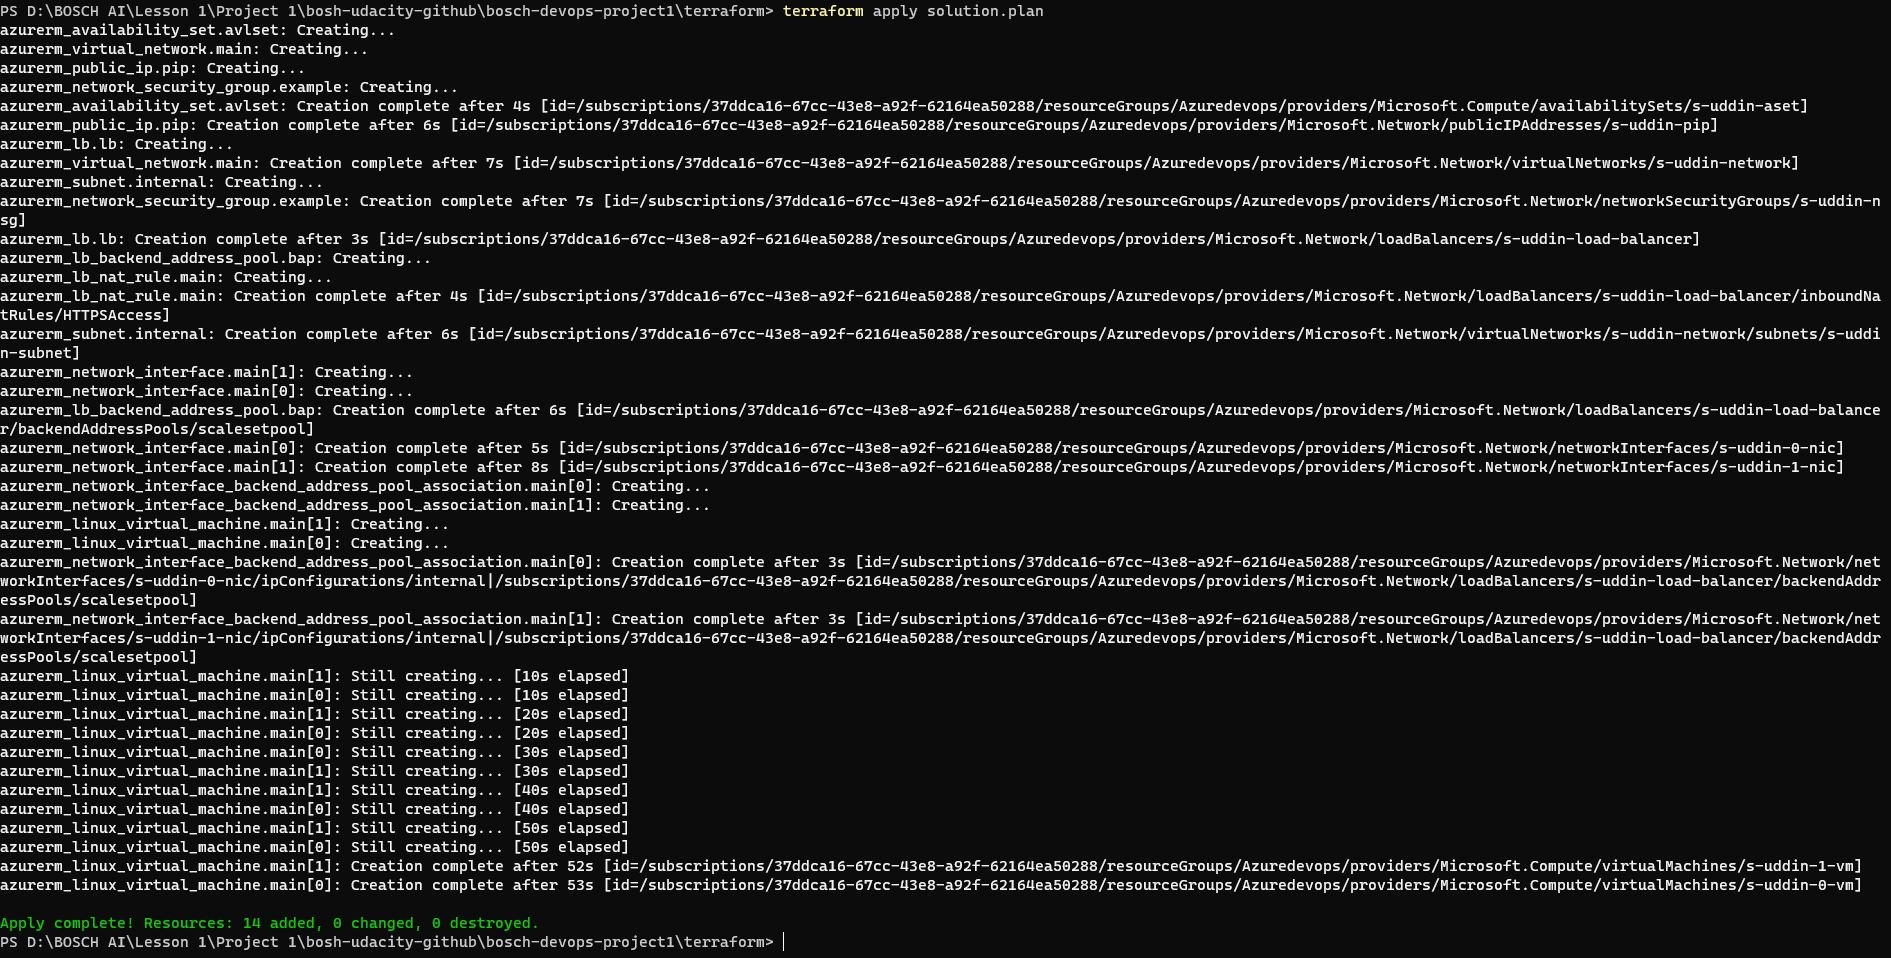 PS D:\BOSCH AI\Lesson 1\Project 1\bosh-udacity-github\bosch-devops-project1\terraform> terraform apply solution.plan
azurerm_availability_set.avlset: Creating...
azurerm_virtual_network.main: Creating...
azurerm_public_ip.pip: Creating...
azurerm_network_security_group.example: Creating...
azurerm_availability_set.avlset: Creation complete after 4s [id=/subscriptions/37ddca16-67cc-43e8-a92f-62164ea50288/resourceGroups/Azuredevops/providers/Microsoft.Compute/availabilitySets/s-uddin-aset]
azurerm_public_ip.pip: Creation complete after 6s [id=/subscriptions/37ddca16-67cc-43e8-a92f-62164ea50288/resourceGroups/Azuredevops/providers/Microsoft.Network/publicIPAddresses/s-uddin-pip]
azurerm_lb.lb: Creating...
azurerm_virtual_network.main: Creation complete after 7s [id=/subscriptions/37ddca16-67cc-43e8-a92f-62164ea50288/resourceGroups/Azuredevops/providers/Microsoft.Network/virtualNetworks/s-uddin-network]
azurerm_subnet.internal: Creating...
azurerm_network_security_group.example: Creation complete after 7s [id=/subscriptions/37ddca16-67cc-43e8-a92f-62164ea50288/resourceGroups/Azuredevops/providers/Microsoft.Network/networkSecurityGroups/s-uddin-n
sg]
azurerm_lb.lb: Creation complete after 3s [id=/subscriptions/37ddca16-67cc-43e8-a92f-62164ea50288/resourceGroups/Azuredevops/providers/Microsoft.Network/loadBalancers/s-uddin-load-balancer]
azurerm_lb_backend_address_pool.bap: Creating...
azurerm_lb_nat_rule.main: Creating...
azurerm_lb_nat_rule.main: Creation complete after 4s [id=/subscriptions/37ddca16-67cc-43e8-a92f-62164ea50288/resourceGroups/Azuredevops/providers/Microsoft.Network/loadBalancers/s-uddin-load-balancer/inboundNa
tRules/HTTPSAccess]
azurerm_subnet.internal: Creation complete after 6s [id=/subscriptions/37ddca16-67cc-43e8-a92f-62164ea50288/resourceGroups/Azuredevops/providers/Microsoft.Network/virtualNetworks/s-uddin-network/subnets/s-uddi
n-subnet]
azurerm_network_interface.main[1]: Creating...
azurerm_network_interface.main[0]: Creating...
azurerm_lb_backend_address_pool.bap: Creation complete after 6s [id=/subscriptions/37ddca16-67cc-43e8-a92f-62164ea50288/resourceGroups/Azuredevops/providers/Microsoft.Network/loadBalancers/s-uddin-load-balance
r/backendAddressPools/scalesetpool]
azurerm_network_interface.main[0]: Creation complete after 5s [id=/subscriptions/37ddca16-67cc-43e8-a92f-62164ea50288/resourceGroups/Azuredevops/providers/Microsoft.Network/networkInterfaces/s-uddin-0-nic]
azurerm_network_interface.main[1]: Creation complete after 8s [id=/subscriptions/37ddca16-67cc-43e8-a92f-62164ea50288/resourceGroups/Azuredevops/providers/Microsoft.Network/networkInterfaces/s-uddin-1-nic]
azurerm_network_interface_backend_address_pool_association.main[0]: Creating...
azurerm_network_interface_backend_address_pool_association.main[1]: Creating...
azurerm_linux_virtual_machine.main[1]: Creating...
azurerm_linux_virtual_machine.main[0]: Creating...
azurerm_network_interface_backend_address_pool_association.main[0]: Creation complete after 3s [id=/subscriptions/37ddca16-67cc-43e8-a92f-62164ea50288/resourceGroups/Azuredevops/providers/Microsoft.Network/net
workInterfaces/s-uddin-0-nic/ipConfigurations/internal|/subscriptions/37ddca16-67cc-43e8-a92f-62164ea50288/resourceGroups/Azuredevops/providers/Microsoft.Network/loadBalancers/s-uddin-load-balancer/backendAddr
essPools/scalesetpool]
azurerm_network_interface_backend_address_pool_association.main[1]: Creation complete after 3s [id=/subscriptions/37ddca16-67cc-43e8-a92f-62164ea50288/resourceGroups/Azuredevops/providers/Microsoft.Network/net
workInterfaces/s-uddin-1-nic/ipConfigurations/internal|/subscriptions/37ddca16-67cc-43e8-a92f-62164ea50288/resourceGroups/Azuredevops/providers/Microsoft.Network/loadBalancers/s-uddin-load-balancer/backendAddr
essPools/scalesetpool]
azurerm_linux_virtual_machine.main[1]: Still creating... [10s elapsed]
azurerm_linux_virtual_machine.main[0]: Still creating... [10s elapsed]
azurerm_linux_virtual_machine.main[1]: Still creating... [20s elapsed]
azurerm_linux_virtual_machine.main[0]: Still creating... [20s elapsed]
azurerm_linux_virtual_machine.main[0]: Still creating... [30s elapsed]
azurerm_linux_virtual_machine.main[1]: Still creating... [30s elapsed]
azurerm_linux_virtual_machine.main[1]: Still creating... [40s elapsed]
azurerm_linux_virtual_machine.main[0]: Still creating... [40s elapsed]
azurerm_linux_virtual_machine.main[1]: Still creating... [50s elapsed]
azurerm_linux_virtual_machine.main[0]: Still creating... [50s elapsed]
azurerm_linux_virtual_machine.main[1]: Creation complete after 52s [id=/subscriptions/37ddca16-67cc-43e8-a92f-62164ea50288/resourceGroups/Azuredevops/providers/Microsoft.Compute/virtualMachines/s-uddin-1-vm]
azurerm_linux_virtual_machine.main[0]: Creation complete after 53s [id=/subscriptions/37ddca16-67cc-43e8-a92f-62164ea50288/resourceGroups/Azuredevops/providers/Microsoft.Compute/virtualMachines/s-uddin-0-vm]
Apply complete! Resources: 14 added, 0 changed, 0 destroyed.
PS D:\BOSCH AI\Lesson 1\Project 1\bosh-udacity-github\bosch-devops-project1\terraform>